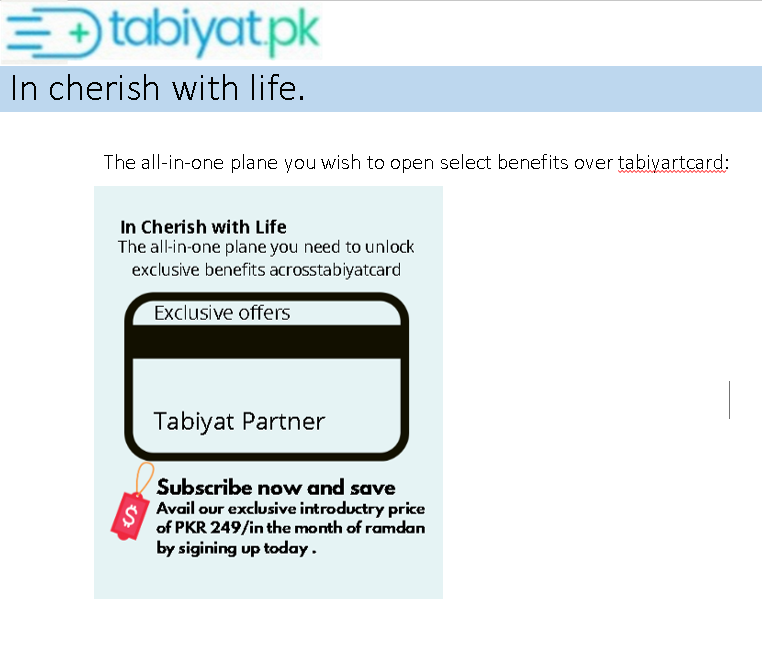 tabiyat.pk
In cherish with life.
The all-in-one plane you wish to open select benefits over tabiyartcard:
In Cherish with Life
The all-in-one plane you need to unlock
exclusive benefits acrosstabiyatcard
Exclusive offers
Tabiyat Partner
$
Subscribe now and save
Avail our exclusive introductry price
of PKR 249/in the month of ramdan
by sigining up today.